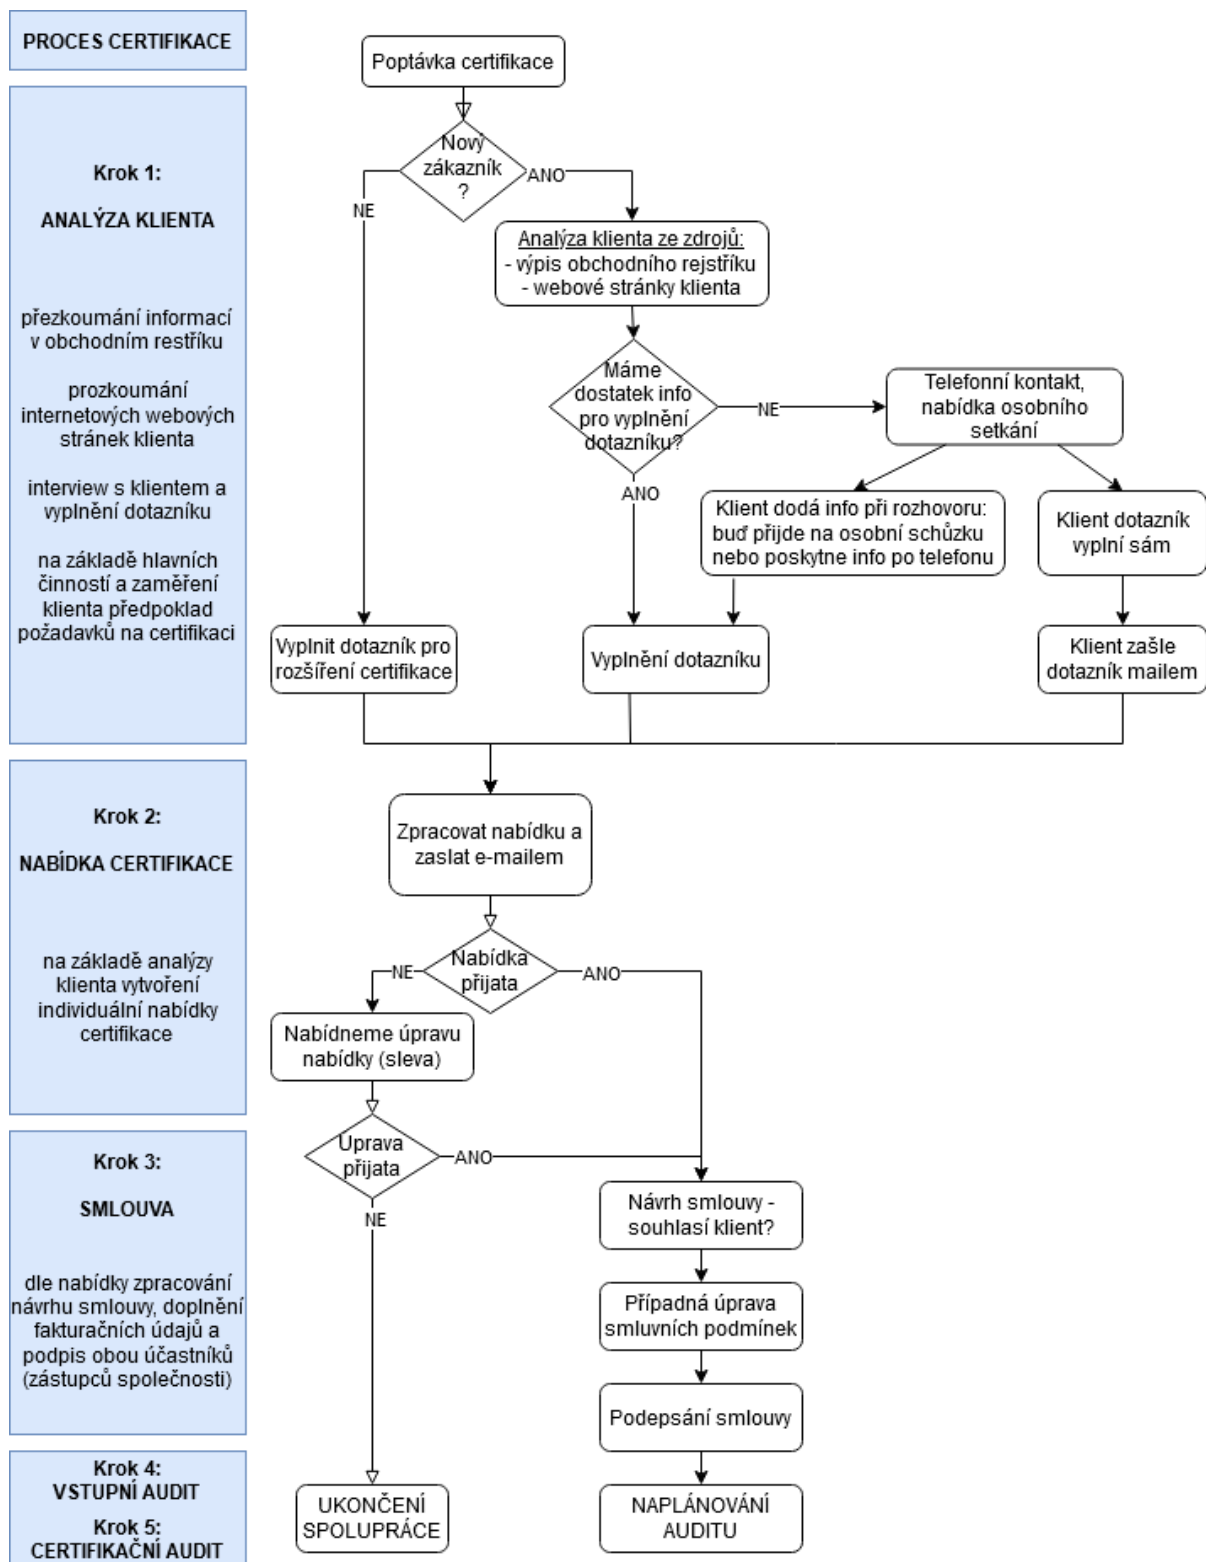 PROCES CERTIFIKACE
Krok 1:
ANALÝZA KLIENTA
přezkoumání informací
v obchodním restříku
prozkoumání
internetových webových
stránek klienta
interview s klientem a
vyplnění dotazníku
na základě hlavních
činností a zaměření
klienta předpoklad
požadavků na certifikaci
Poptávka certifikace
Nový
zákazník
?
NE
ANO
Analýza klienta ze zdrojů:
- výpis obchodního rejstříku
- webové stránky klienta
Máme
dostatek info
pro vyplnění
dotazníku?
NE
ANO
Telefonní kontakt,
nabídka osobního
setkání
Klient dodá info při rozhovoru:
buď přijde na osobní schůzku
nebo poskytne info po telefonu
Klient dotazník
vyplní sám
Vyplnit dotazník pro
rozšíření certifikace
Vyplnění dotazníku
Klient zašle
dotazník mailem
Krok 2:
NABÍDKA CERTIFIKACE
na základě analýzy
klienta vytvoření
individuální nabídky
certifikace
Zpracovat nabídku a
zaslat e-mailem
Nabídka
přijata
NE
ANO
Nabídneme úpravu
nabídky (sleva)
Krok 3:
SMLOUVA
dle nabídky zpracování
návrhu smlouvy, doplnění
fakturačních údajů a
podpis obou účastníků
(zástupců společnosti)
Úprava
přijata
ANO
NE
Návrh smlouvy -
souhlasí klient?
Případná úprava
smluvních podmínek
Podepsání smlouvy
Krok 4:
VSTUPNÍ AUDIT
Krok 5:
CERTIFIKAČNÍ AUDIT
UKONČENÍ
SPOLUPRÁCE
NAPLÁNOVÁNÍ
AUDITU